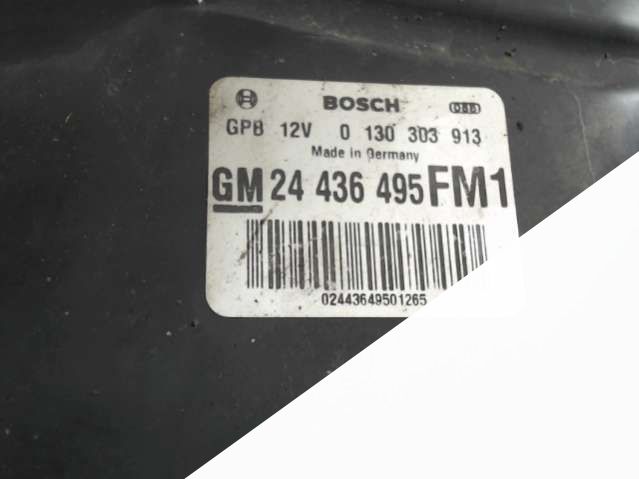 BOSCH
GPB 12V 0 130 303 913
Made in Germany
GM 24 436 495 FM1
02443649501265